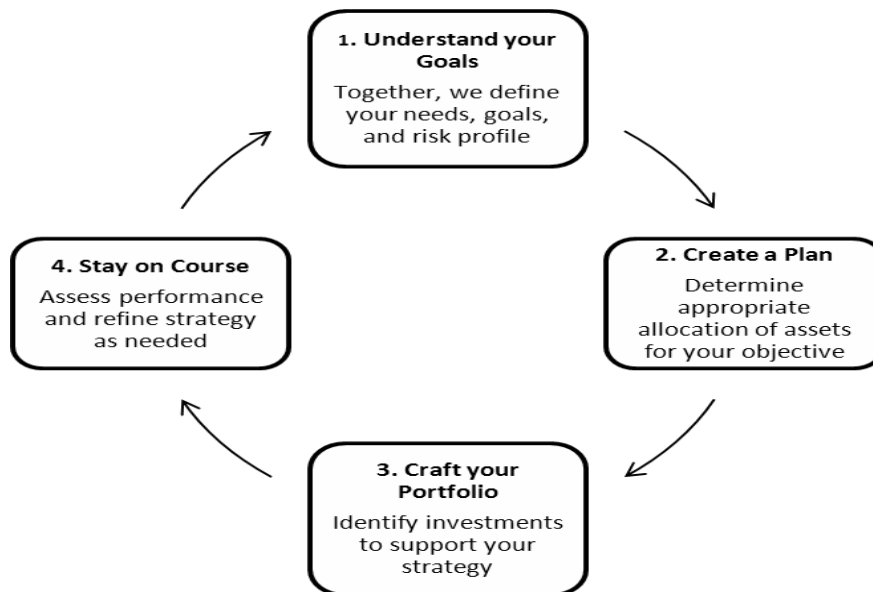 1. Understand your
Goals
Together, we define
your needs, goals,
and risk profile
2. Create a Plan
Determine
appropriate
allocation of assets
for your objective
3. Craft your
Portfolio
Identify investments
to support your
strategy
4. Stay on Course
Assess performance
and refine strategy
as needed